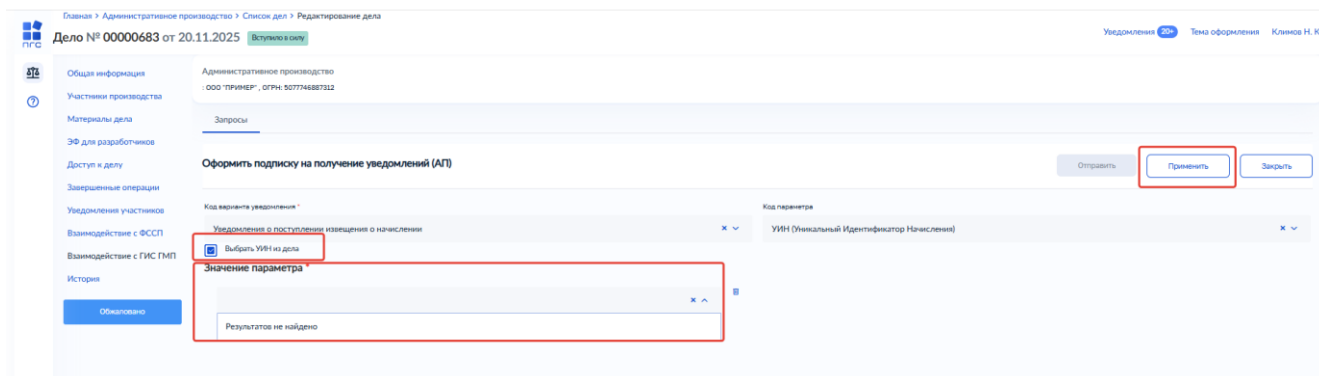 Главная > Административное производство > Список дел > Редактирование дела
Дело № 00000683 от 20.11.2025 Вступило в силу
Уведомления 20+ Тема оформления Климов Н. К
ПГС
Общая информация
Участники производства
Материалы дела
ЭФ для разработчиков
Доступ к делу
Завершенные операции
Уведомления участников
Взаимодействие с ФССП
Взаимодействие с ГИС ГМП
История
Обжаловано
Административное производство
: ООО "ПРИМЕР" , ОГРН: 5077746887312
Запросы
Оформить подписку на получение уведомлений (АП)
Отправить Применить Закрыть
Код варианта уведомления *
Уведомления о поступлении извещения о начислении
Код параметра
УИН (Уникальный Идентификатор Начисления)
Выбрать УИН из дела
Значение параметра *
Результатов не найдено